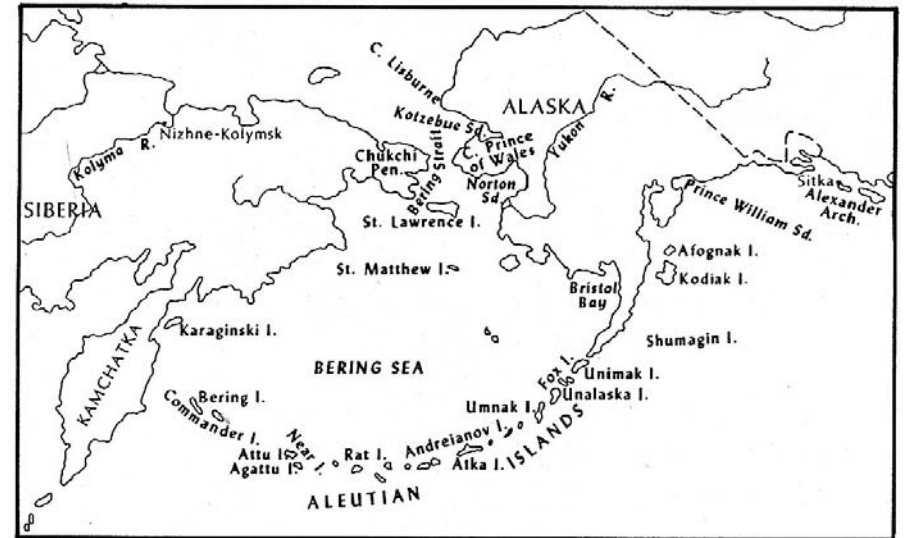 C. Lisburne
ALASKA
Kotzebue Sd.
Nizhne-Kolymsk
Kolyma R.
Chukchi
Pen.
Bering Strait
C. Prince
of Wales
Yukon R.
Norton
Sd.
Sitka
Alexander
Arch.
SIBERIA
St. Lawrence I.
Prince William Sd.
Afognak I.
St. Matthew I.
Kodiak I.
Bristol
Bay
Karaginski I.
Shumagin I.
KAMCHATKA
BERING SEA
Fox I.
Unimak I.
Unalaska I.
Bering I.
Commander I.
Umnak I.
Near I.
Andreianov I.
Attu I.
Rat I.
Agattu I.
Atka I.
ALEUTIAN ISLANDS